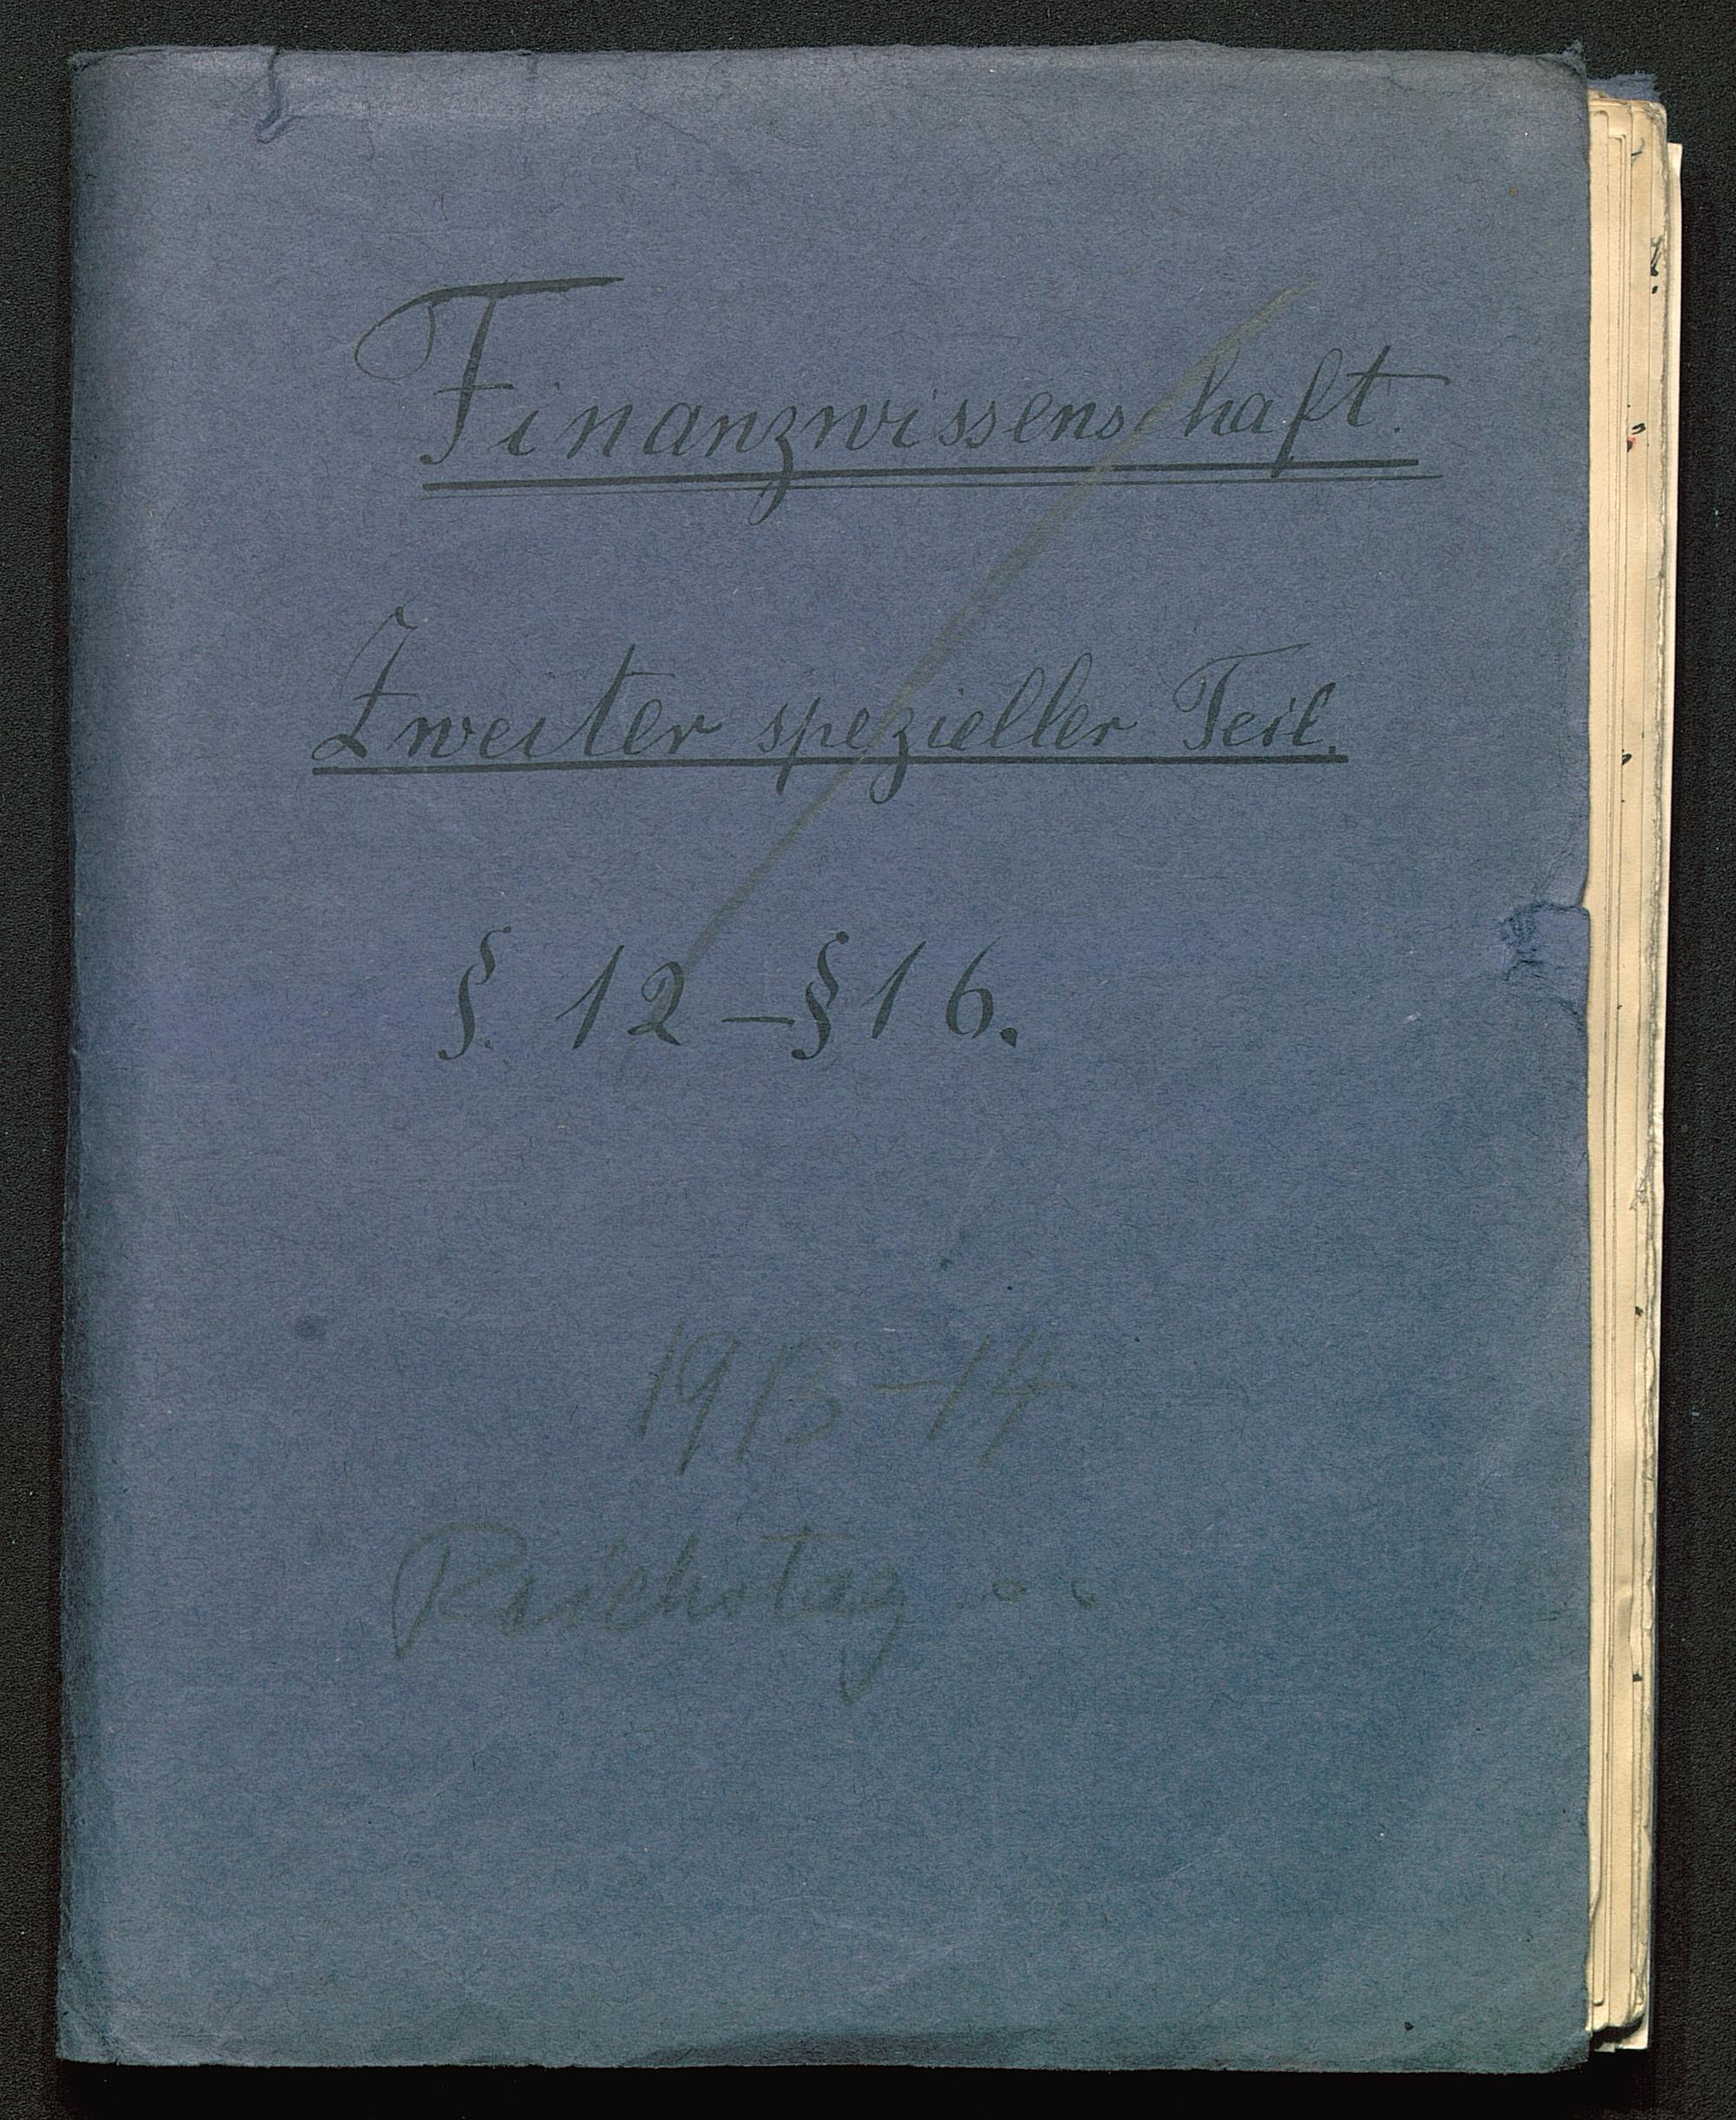 Finanzwissenschaft.
Zweiter spezieller Teil.
§. 12 – § 16.
1913–14
Reichstag